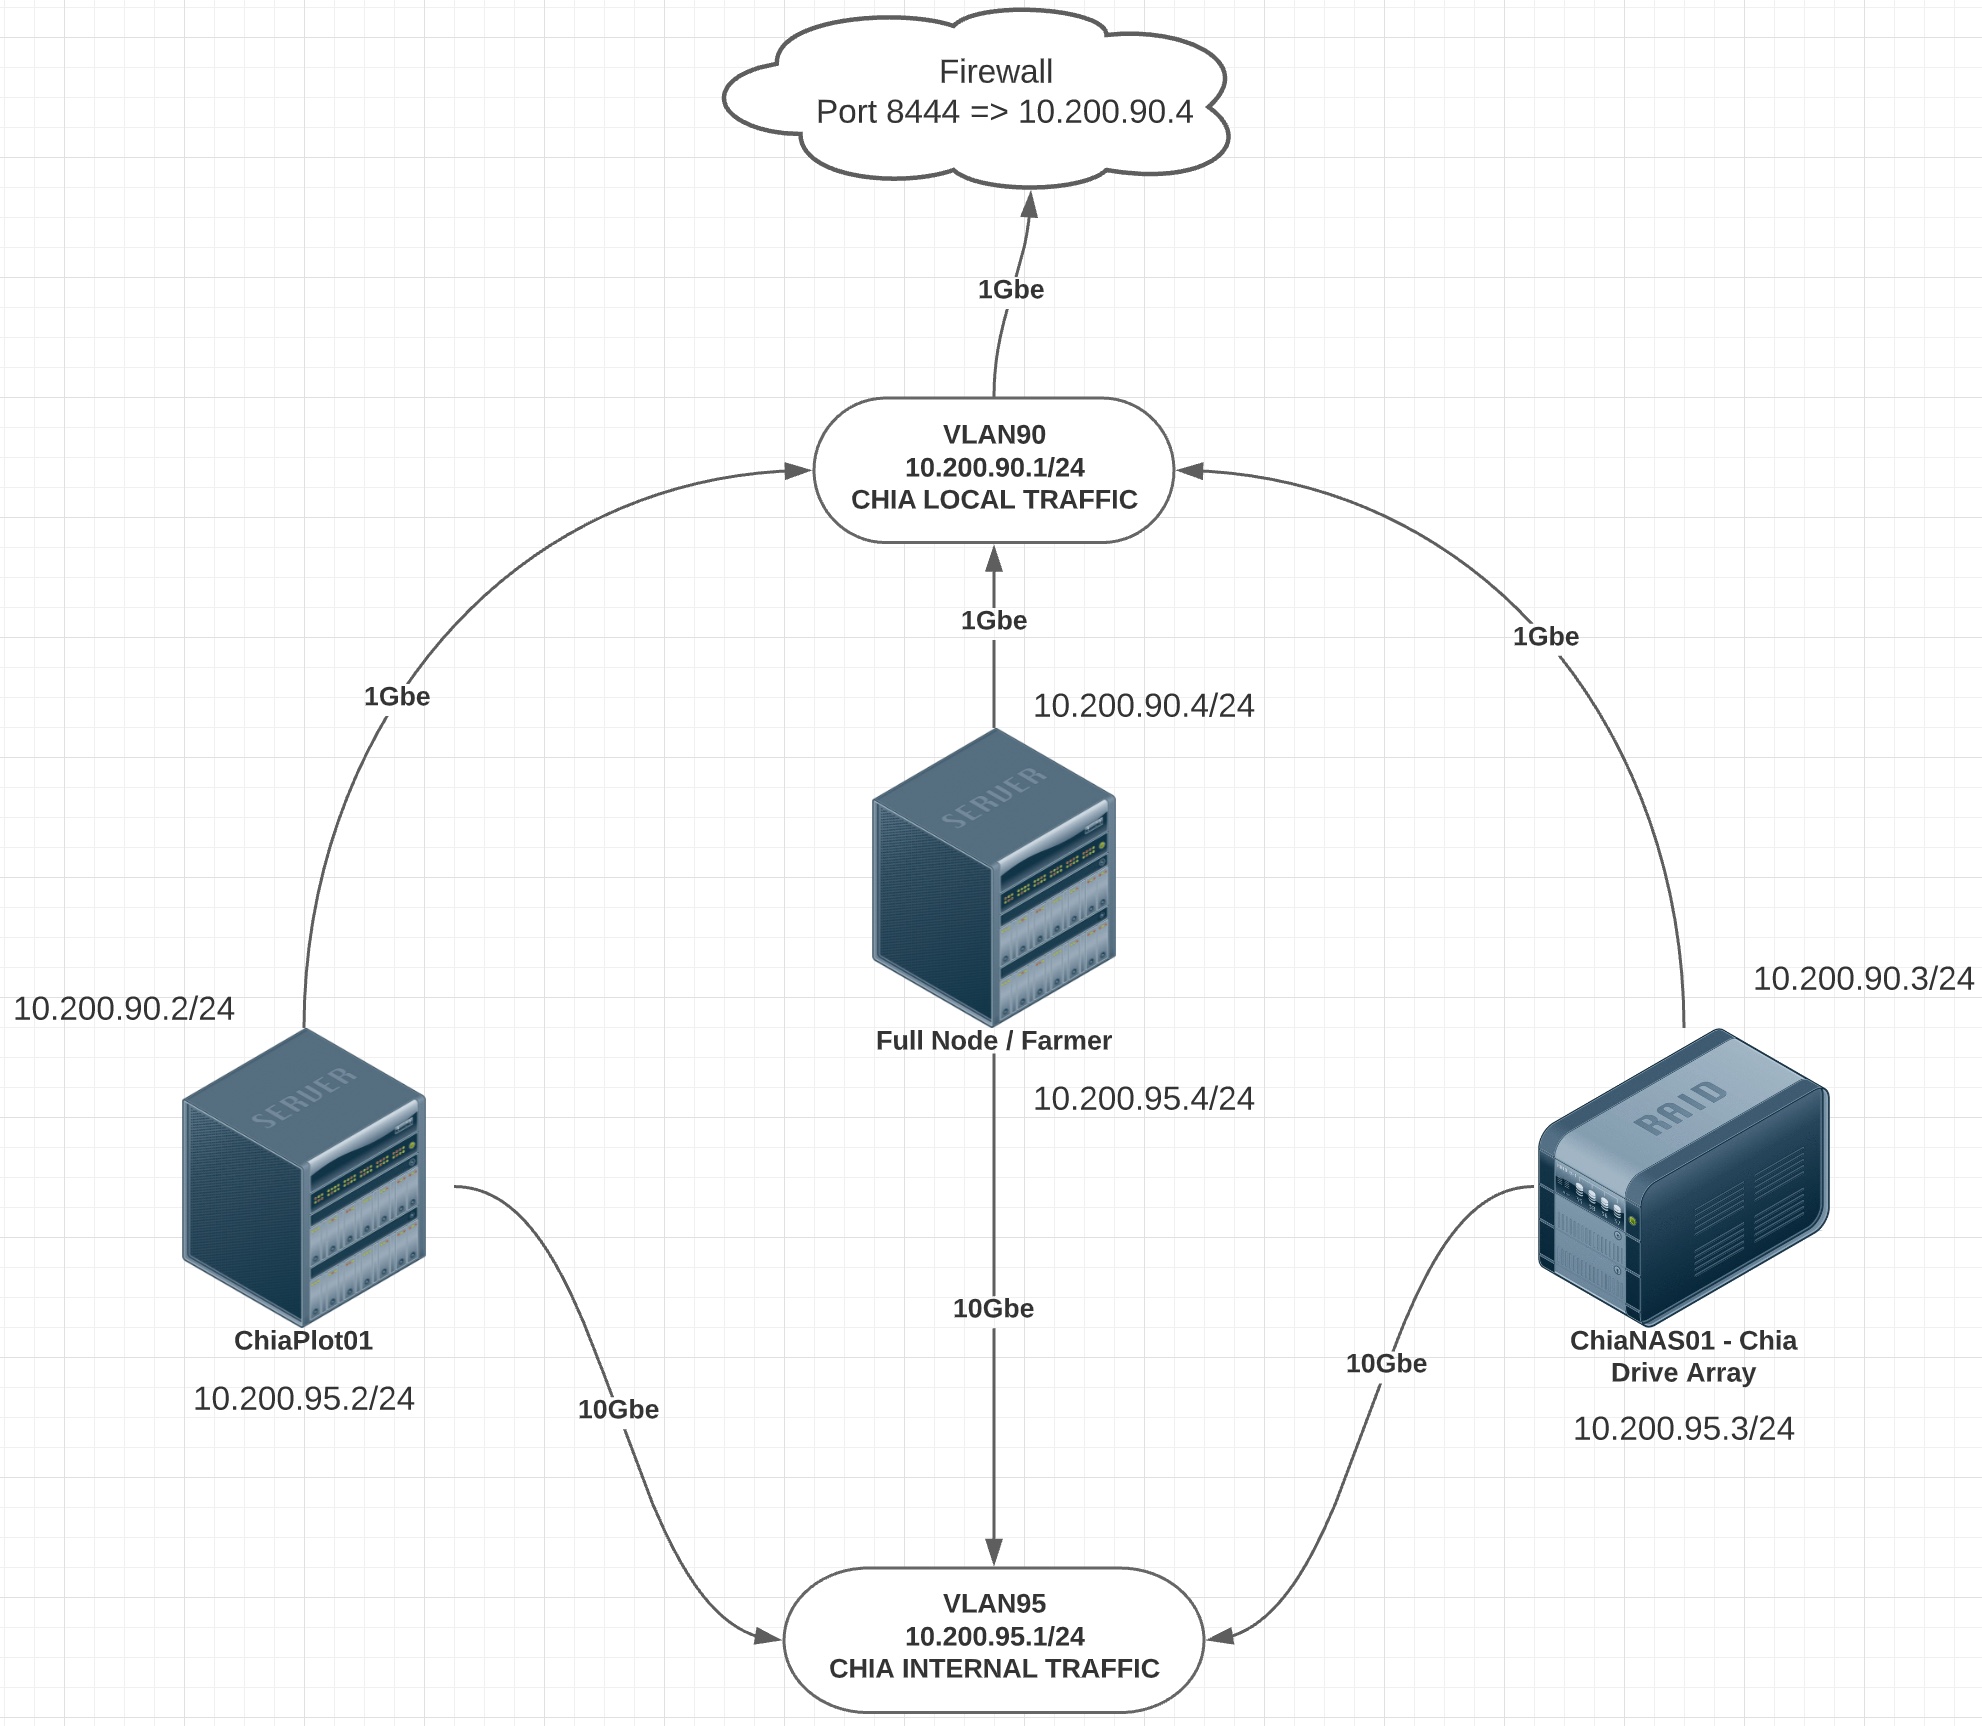 Firewall
Port 8444 => 10.200.90.4
1Gbe
VLAN90
10.200.90.1/24
CHIA LOCAL TRAFFIC
1Gbe
1Gbe
1Gbe
10.200.90.4/24
SERVER
10.200.90.3/24
10.200.90.2/24
Full Node / Farmer
SERVER
RAID
10.200.95.4/24
10Gbe
ChiaPlot01
ChiaNAS01 - Chia
Drive Array
10Gbe
10.200.95.2/24
10Gbe
10.200.95.3/24
VLAN95
10.200.95.1/24
CHIA INTERNAL TRAFFIC